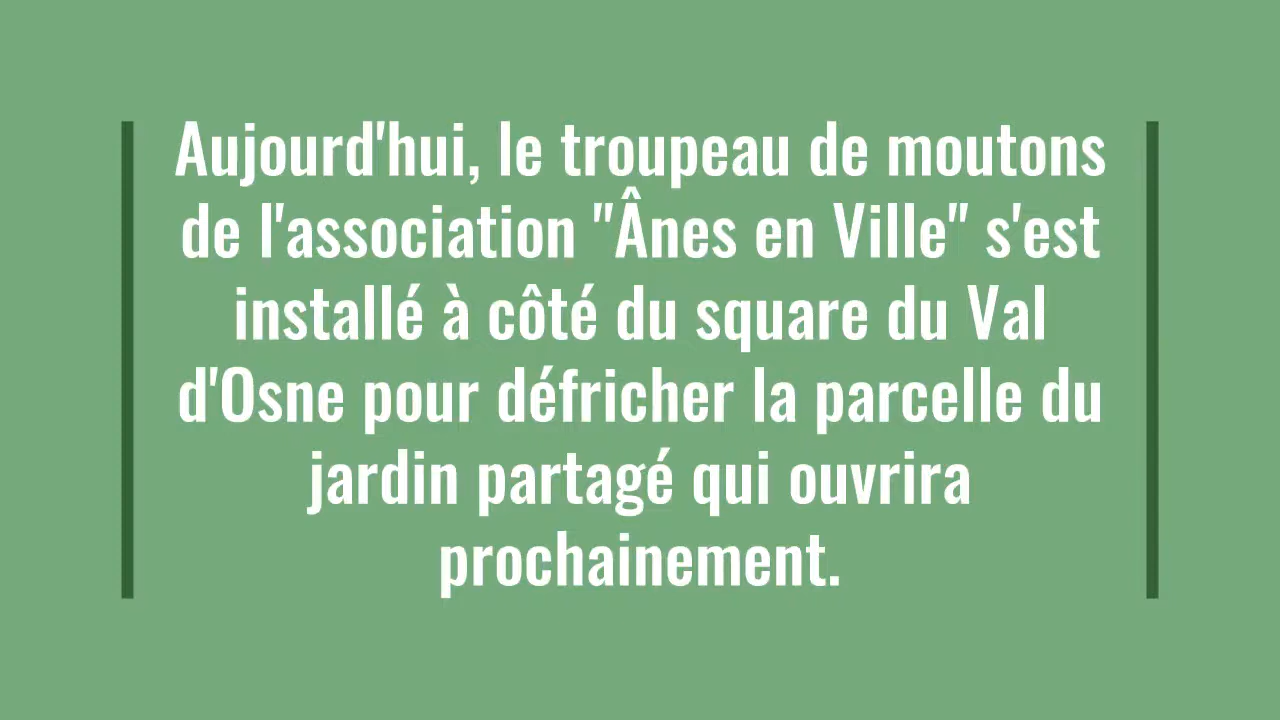 Aujourd'hui, le troupeau de moutons
de l'association "Ânes en Ville" s'est
installé à côté du square du Val
d'Osne pour défricher la parcelle du
jardin partagé qui ouvrira
prochainement.